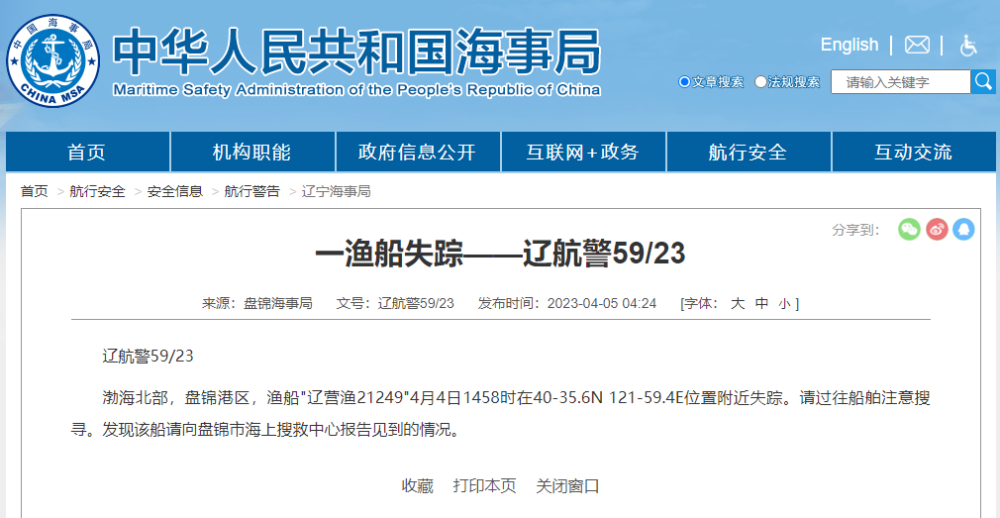 中国海事局
CHINA MSA
中华人民共和国海事局
Maritime Safety Administration of the People's Republic of China
English | |
文章搜索 法规搜索 请输入关键字
首页 机构职能 政府信息公开 互联网+政务 航行安全 互动交流
首页 > 航行安全 > 安全信息 > 航行警告 > 辽宁海事局
分享到：
一渔船失踪——辽航警59/23
来源：盘锦海事局 文号：辽航警59/23 发布时间：2023-04-05 04:24 [字体： 大 中 小 ]
辽航警59/23
渤海北部，盘锦港区，渔船"辽营渔21249"4月4日1458时在40-35.6N 121-59.4E位置附近失踪。请过往船舶注意搜
寻。发现该船请向盘锦市海上搜救中心报告见到的情况。
收藏 打印本页 关闭窗口